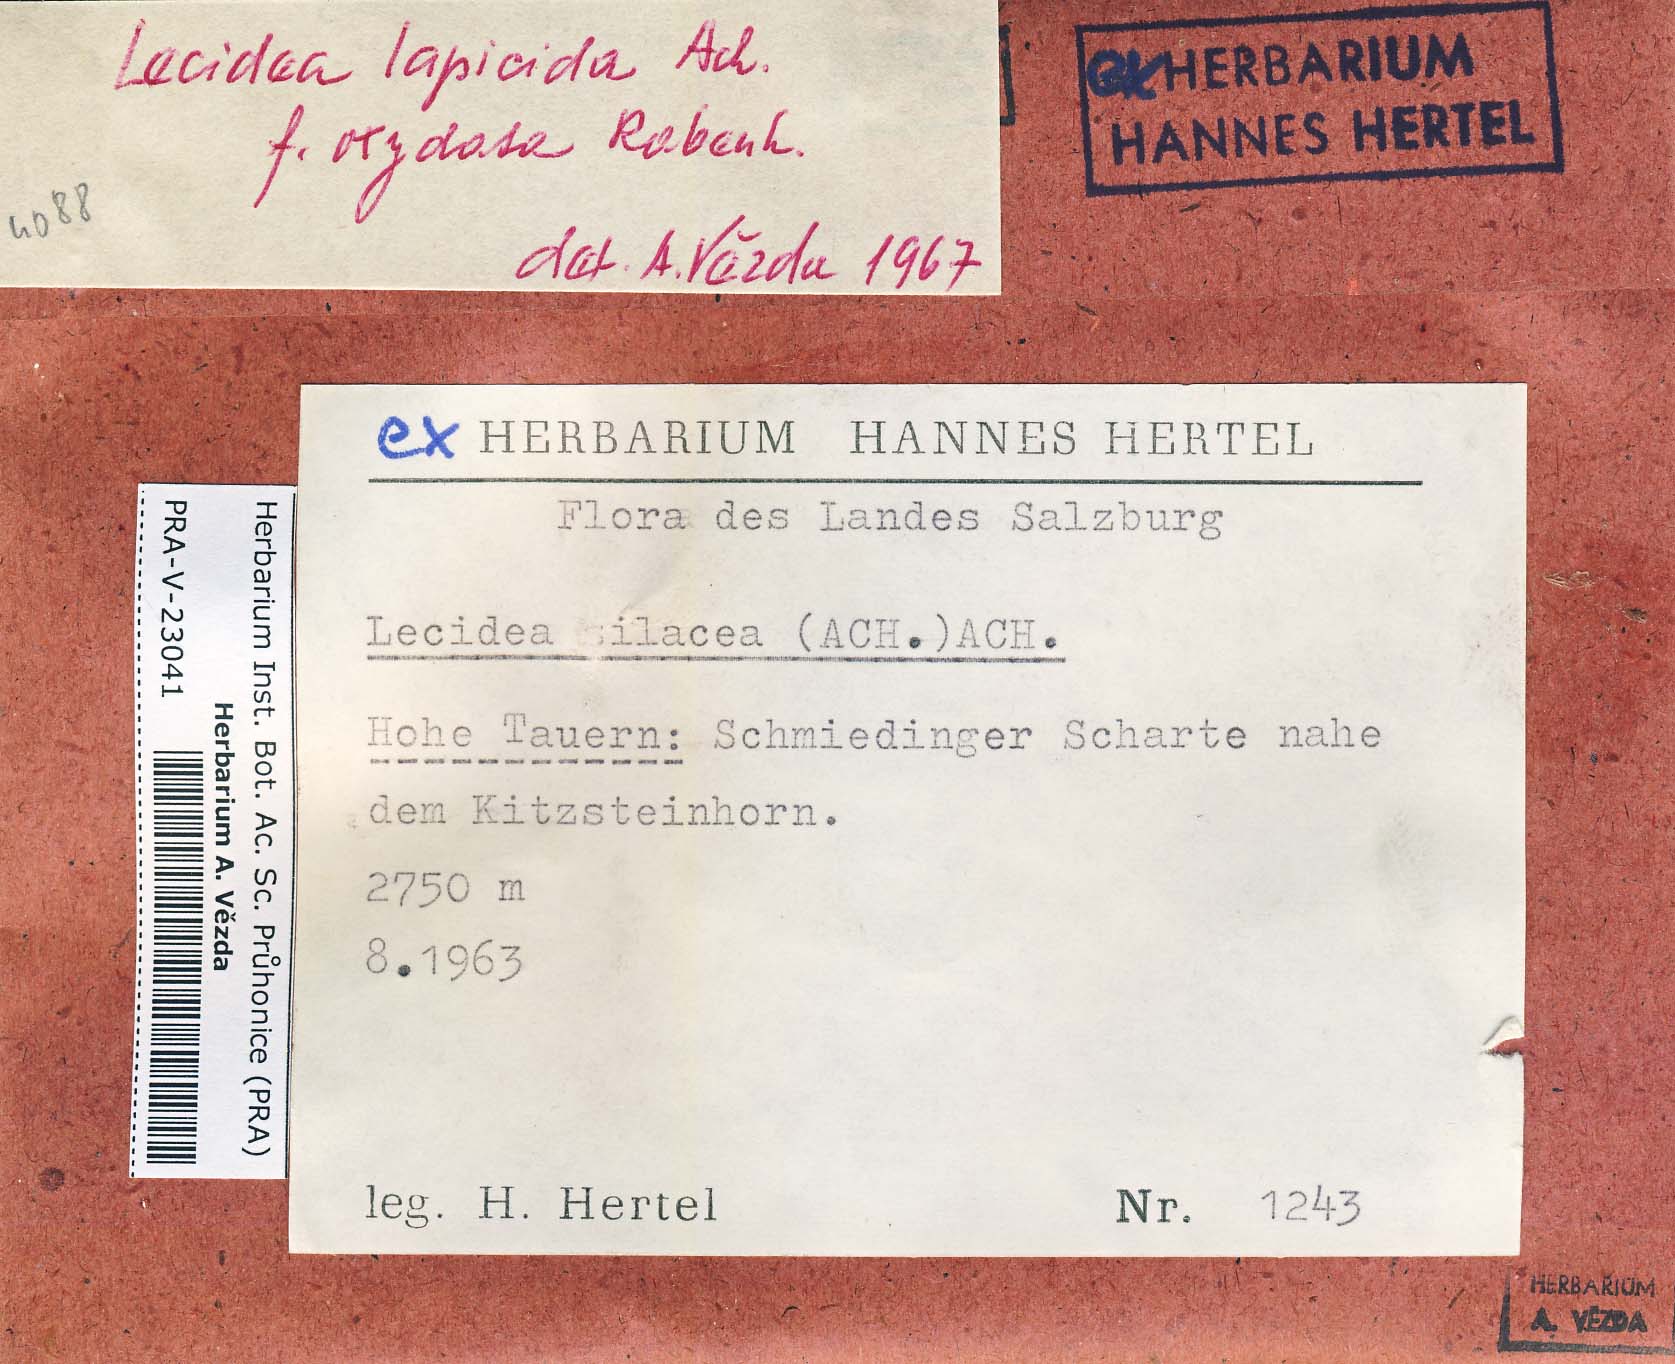 Lecidea lapicida Ach.
f. oxydata Rabenh.
4088
det. A. Vězda 1967
ex HERBARIUM
HANNES HERTEL
ex HERBARIUM HANNES HERTEL
Flora des Landes Salzburg
Lecidea silacea (ACH.)ACH.
Hohe Tauern: Schmiedinger Scharte nahe
dem Kitzsteinhorn.
2750 m
8.1963
leg. H. Hertel Nr. 1243
Herbarium Inst. Bot. Ac. Sc. Průhonice (PRA)
Herbarium A. Vězda
PRA-V-23041
HERBARIUM
A. VĚZDA